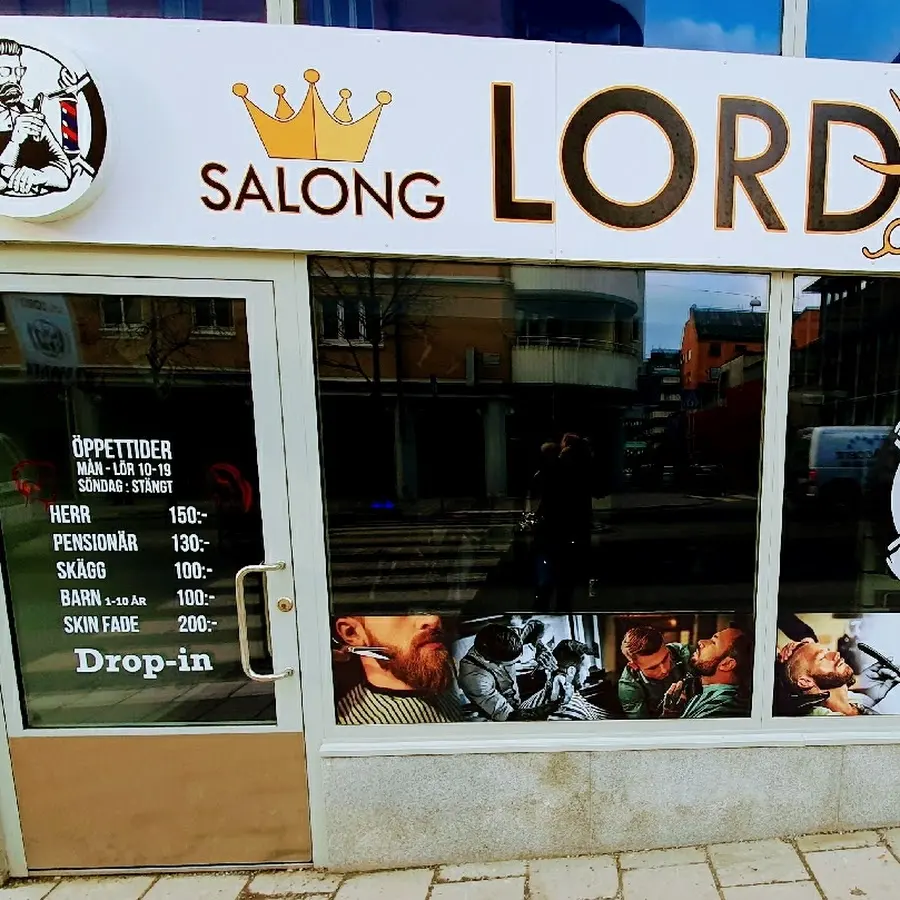 SALONG
LORD
ÖPPETTIDER
MÅN - LÖR 10-19
SÖNDAG : STÄNGT
HERR 150:-
PENSIONÄR 130:-
SKÄGG 100:-
BARN 1-10 ÅR 100:-
SKIN FADE 200:-
Drop-in